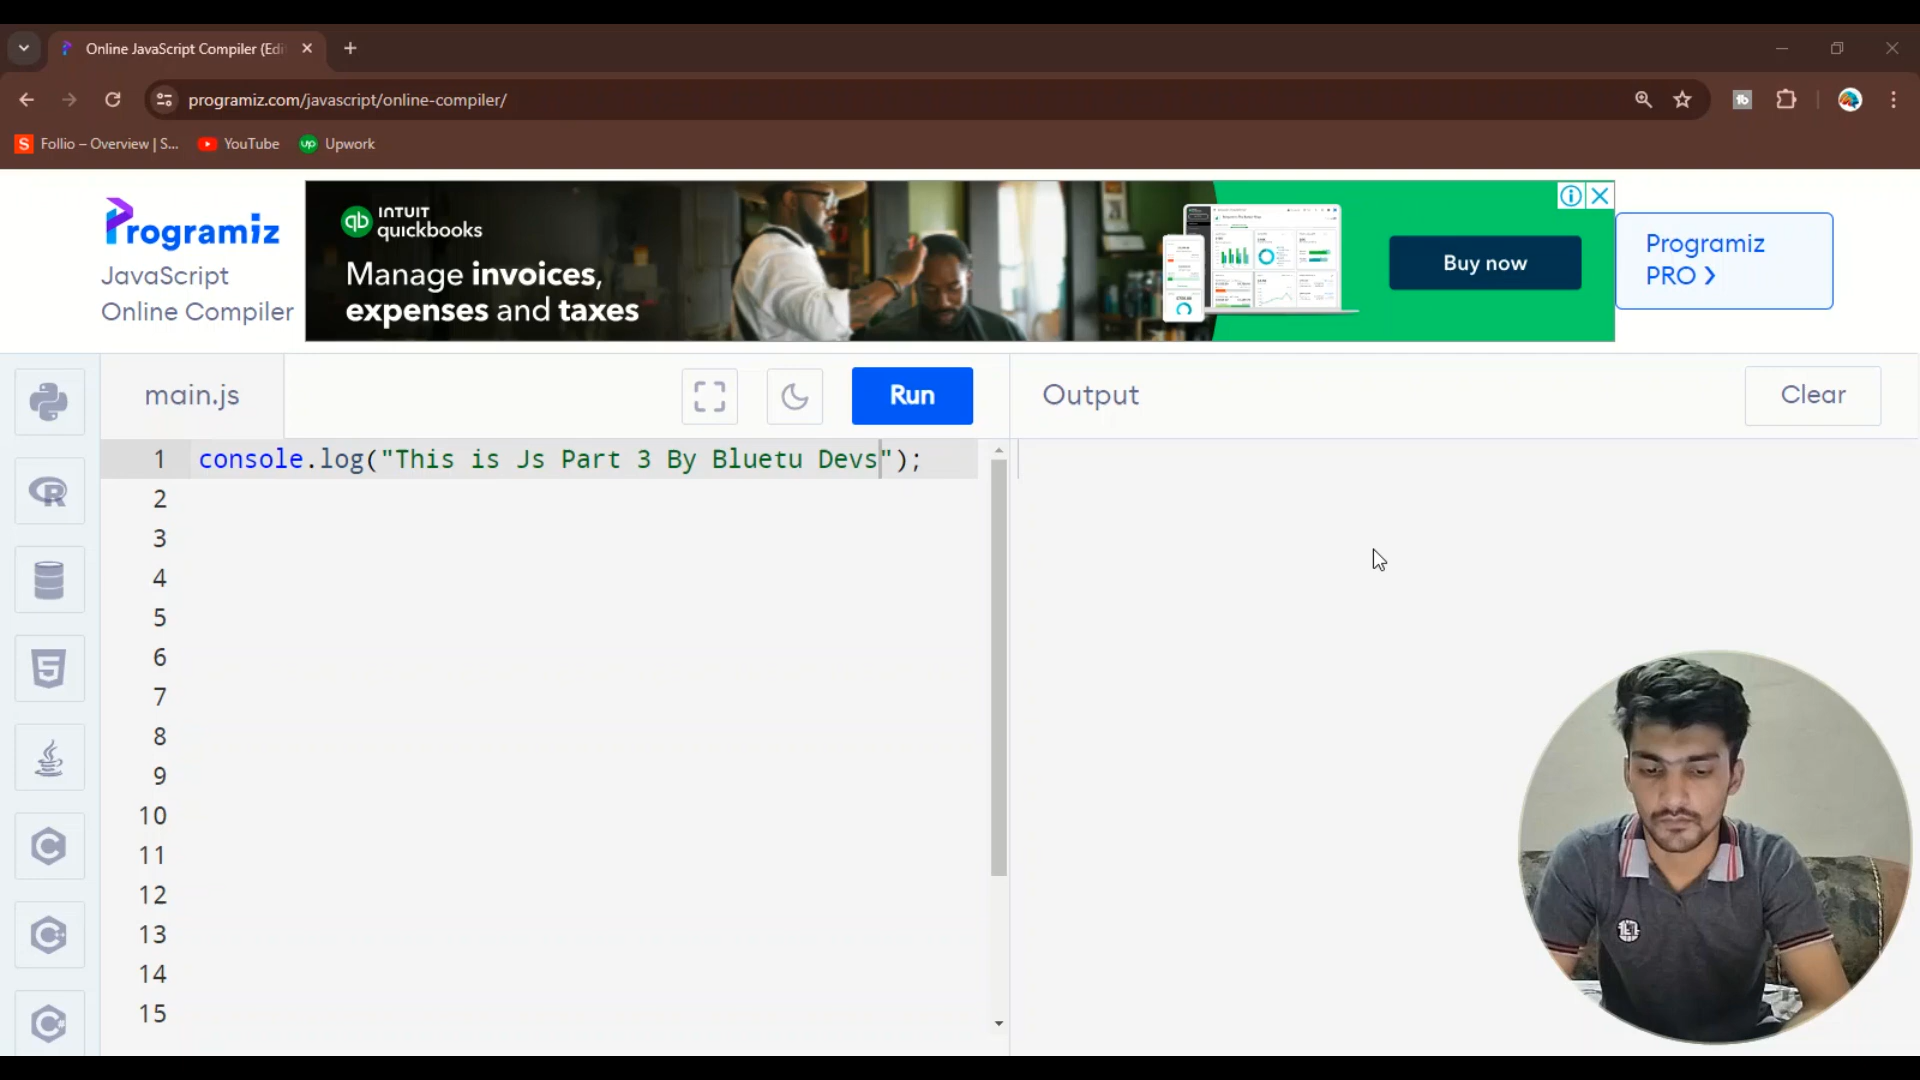 Online JavaScript Compiler (Edi
programiz.com/javascript/online-compiler/
Follio – Overview | S...
YouTube
Upwork
Programiz
JavaScript
Online Compiler
INTUIT
quickbooks
Manage invoices,
expenses and taxes
Buy now
Programiz
PRO
main.js
Run
Output
Clear
1 console.log("This is Js Part 3 By Bluetu Devs");
2
3
4
5
6
7
8
9
10
11
12
13
14
15